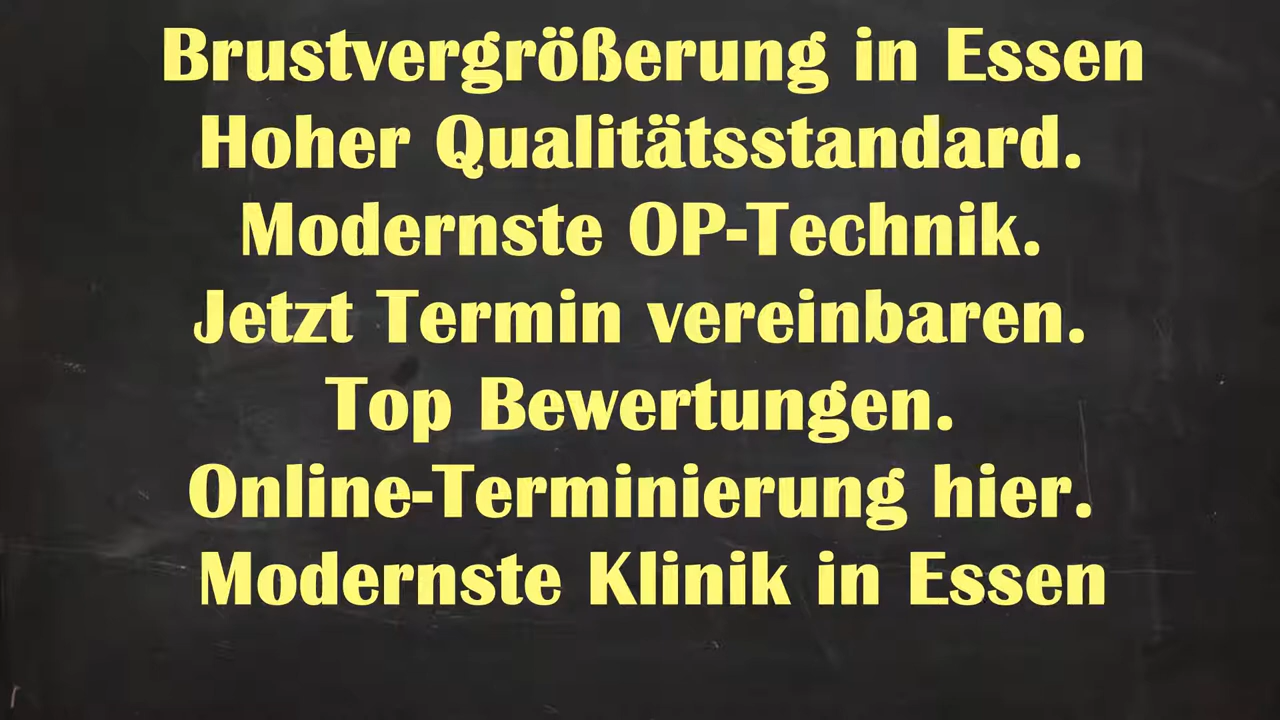 Brustvergrößerung in Essen
Hoher Qualitätsstandard.
Modernste OP-Technik.
Jetzt Termin vereinbaren.
Top Bewertungen.
Online-Terminierung hier.
Modernste Klinik in Essen